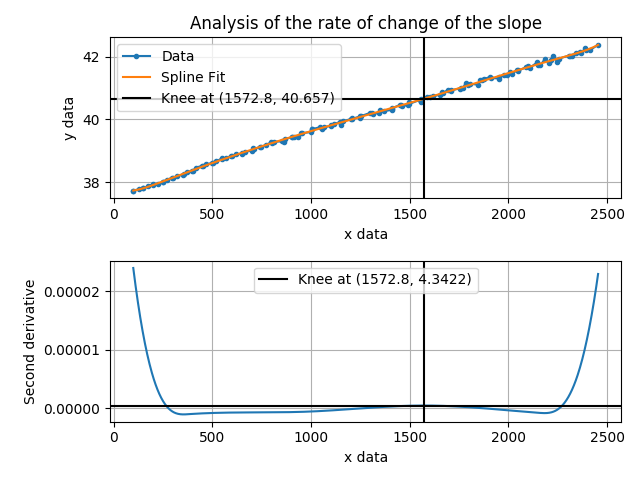 Analysis of the rate of change of the slope
Data
Spline Fit
Knee at (1572.8, 40.657)
42
40
38
y data
0 500 1000 1500 2000 2500
x data
Knee at (1572.8, 4.3422)
0.00002
0.00001
0.00000
Second derivative
0 500 1000 1500 2000 2500
x data